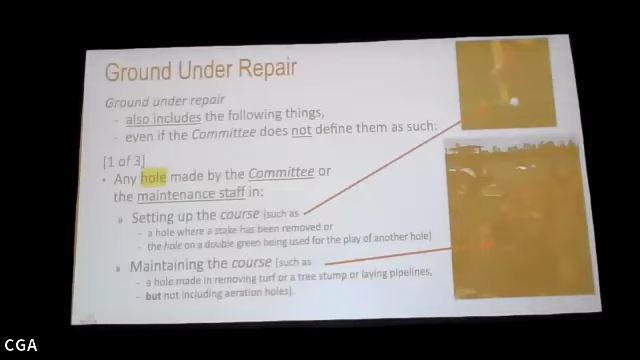 Ground Under Repair
Ground under repair
- also includes the following things,
- even if the Committee does not define them as such:
[1 of 3]
• Any hole made by the Committee or
the maintenance staff in:
» Setting up the course (such as
- a hole where a stake has been removed or
- the hole on a double green being used for the play of another hole)
» Maintaining the course (such as
- a hole made in removing turf or a tree stump or laying pipelines,
- but not including aeration holes).
CGA